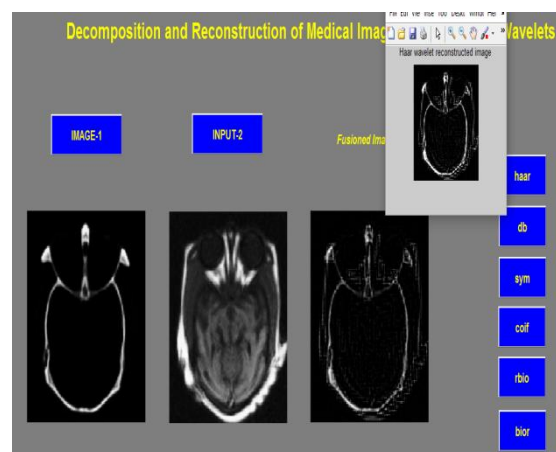 Decomposition and Reconstruction of Medical Imag
Wavelets
Haar wavelet reconstructed image
IMAGE-1
INPUT-2
Fusioned Ima
haar
db
sym
coif
rbio
bior